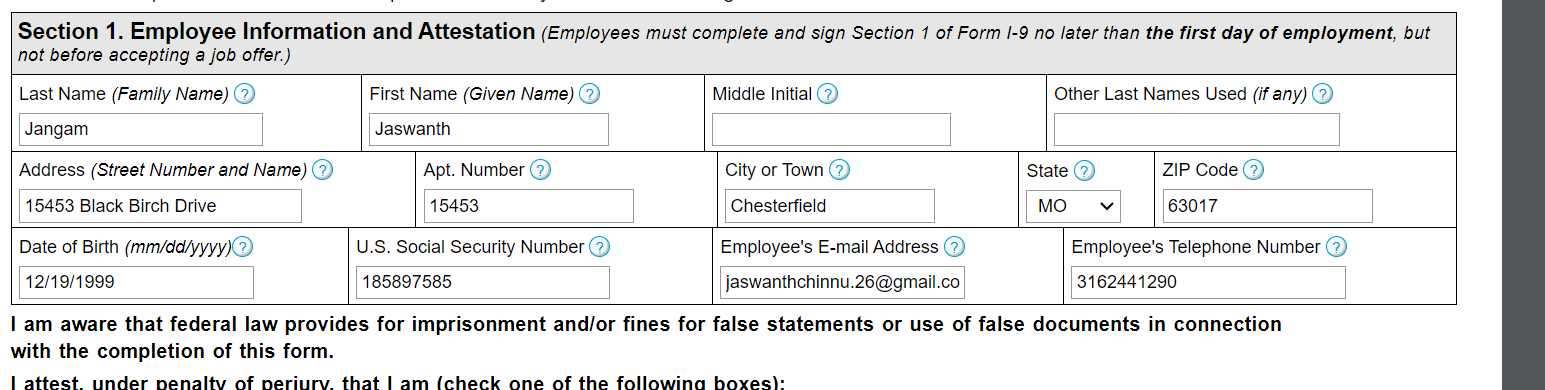 Section 1. Employee Information and Attestation (Employees must complete and sign Section 1 of Form I-9 no later than the first day of employment, but
not before accepting a job offer.)
Last Name (Family Name) ? First Name (Given Name) ? Middle Initial ? Other Last Names Used (if any) ?
Jangam Jaswanth
Address (Street Number and Name) ? Apt. Number ? City or Town ? State ? ZIP Code ?
15453 Black Birch Drive 15453 Chesterfield MO 63017
Date of Birth (mm/dd/yyyy) ? U.S. Social Security Number ? Employee's E-mail Address ? Employee's Telephone Number ?
12/19/1999 185897585 jaswanthchinnu.26@gmail.co 3162441290
I am aware that federal law provides for imprisonment and/or fines for false statements or use of false documents in connection
with the completion of this form.
I attest, under penalty of perjury, that I am (check one of the following boxes):